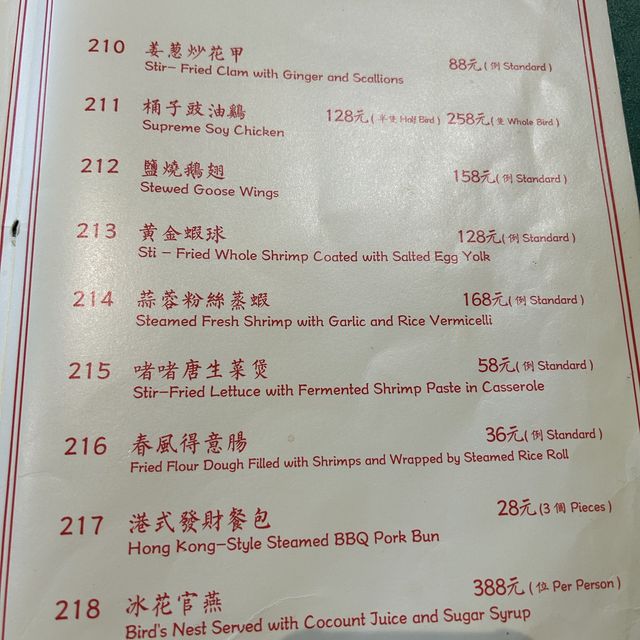 210 姜蔥炒花甲 88元(例 Standard)
Stir- Fried Clam with Ginger and Scallions
211 桶子豉油鷄 128元(半隻 Half Bird) 258元(隻 Whole Bird)
Supreme Soy Chicken
212 鹽燒鵝翅 158元(例 Standard)
Stewed Goose Wings
213 黃金蝦球 128元(例 Standard)
Sti - Fried Whole Shrimp Coated with Salted Egg Yolk
214 蒜蓉粉絲蒸蝦 168元(例 Standard)
Steamed Fresh Shrimp with Garlic and Rice Vermicelli
215 啫啫唐生菜煲 58元(例 Standard)
Stir-Fried Lettuce with Fermented Shrimp Paste in Casserole
216 春風得意腸 36元(例 Standard)
Fried Flour Dough Filled with Shrimps and Wrapped by Steamed Rice Roll
217 港式發財餐包 28元(3個 Pieces)
Hong Kong-Style Steamed BBQ Pork Bun
218 冰花官燕 388元(位 Per Person)
Bird's Nest Served with Cocount Juice and Sugar Syrup